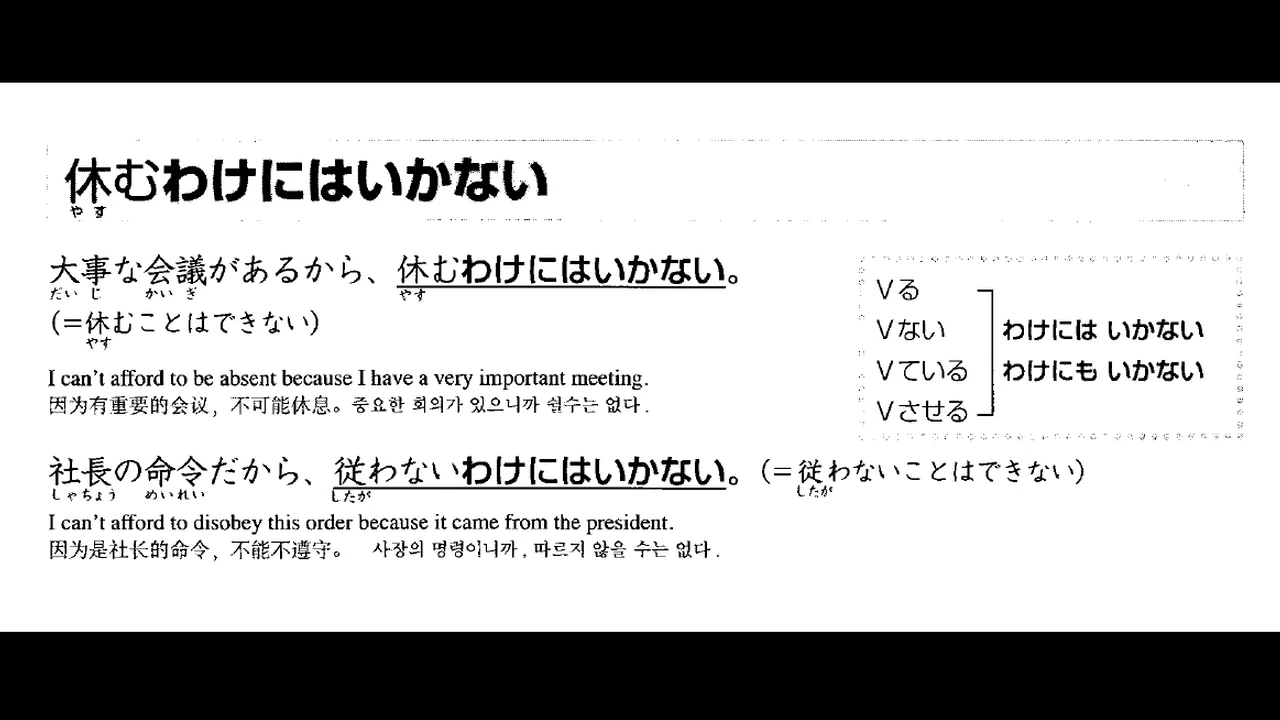 休むわけにはいかない
やす
大事な会議があるから、休むわけにはいかない。
だいじ かいぎ やす
(=休むことはできない)
やす
I can't afford to be absent because I have a very important meeting.
因为有重要的会议，不可能休息。중요한 회의가 있으니까 쉴수는 없다.
Vる
Vない
Vている
Vさせる
わけには いかない
わけにも いかない
社長の命令だから、従わないわけにはいかない。(=従わないことはできない)
しゃちょう めいれい したが したが
I can't afford to disobey this order because it came from the president.
因为是社长的命令，不能不遵守。 사장의 명령이니까, 따르지 않을 수는 없다.